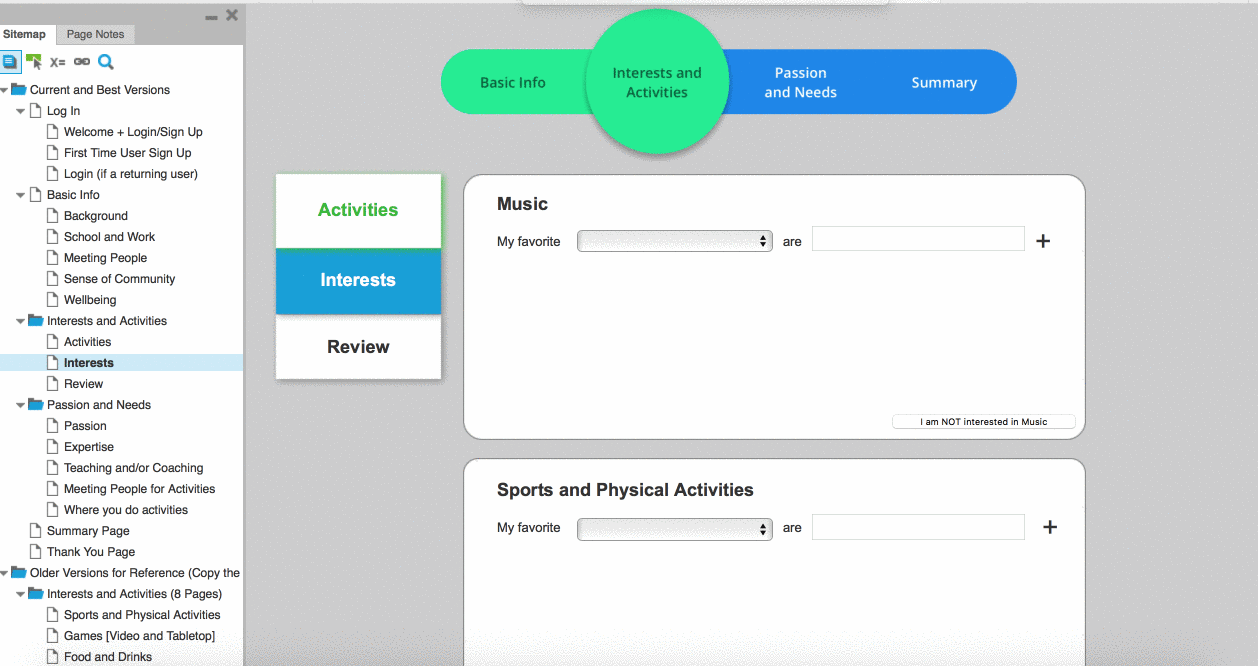 Sitemap
Page Notes
X=
Current and Best Versions
Log In
Welcome + Login/Sign Up
First Time User Sign Up
Login (if a returning user)
Basic Info
Background
School and Work
Meeting People
Sense of Community
Wellbeing
Interests and Activities
Activities
Interests
Review
Passion and Needs
Passion
Expertise
Teaching and/or Coaching
Meeting People for Activities
Where you do activities
Summary Page
Thank You Page
Older Versions for Reference (Copy the
Interests and Activities (8 Pages)
Sports and Physical Activities
Games [Video and Tabletop]
Food and Drinks
Basic Info
Interests and
Activities
Passion
and Needs
Summary
Activities
Interests
Review
Music
My favorite are +
I am NOT interested in Music
Sports and Physical Activities
My favorite are +